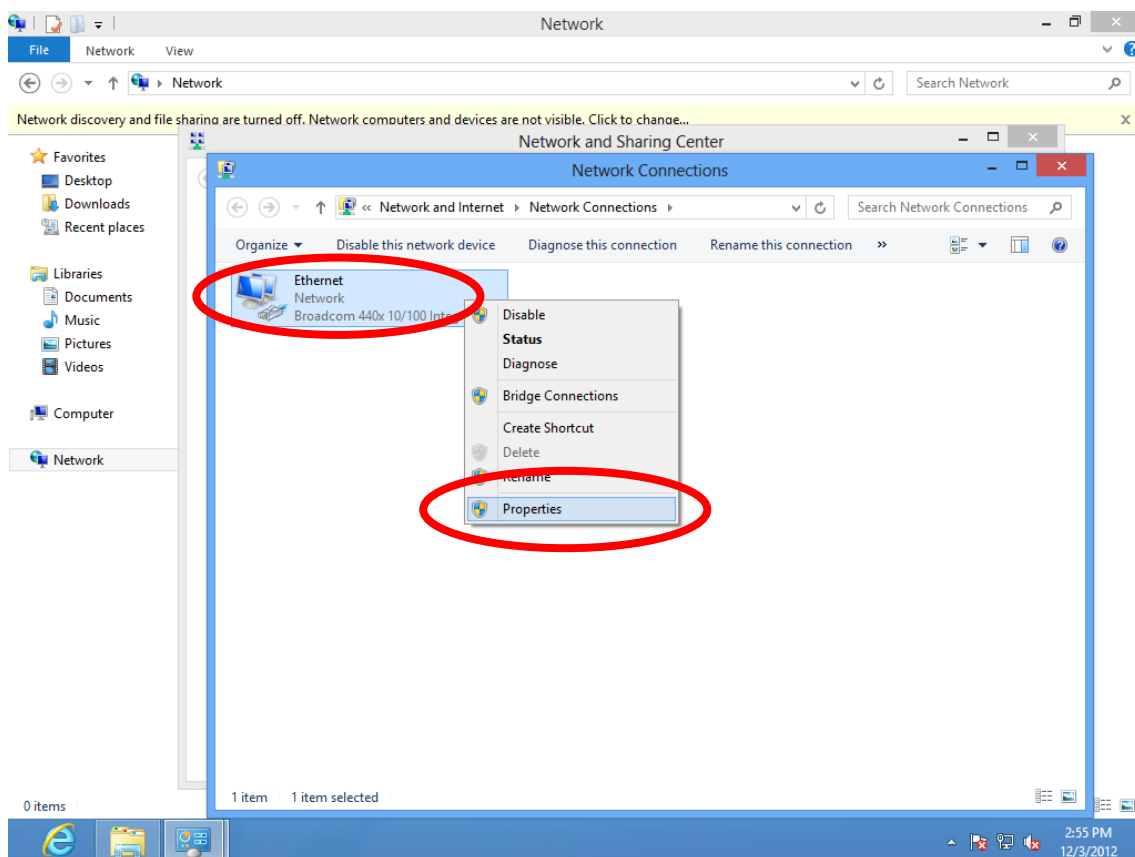 Network
File Network View
Network
Search Network
Network discovery and file sharing are turned off. Network computers and devices are not visible. Click to change...
Network and Sharing Center
Network Connections
« Network and Internet Network Connections
Search Network Connections
Organize Disable this network device Diagnose this connection Rename this connection »
Favorites
Desktop
Downloads
Recent places
Libraries
Documents
Music
Pictures
Videos
Computer
Network
Ethernet
Network
Broadcom 440x 10/100
Disable
Status
Diagnose
Bridge Connections
Create Shortcut
Delete
Rename
Properties
1 item 1 item selected
0 items
2:55 PM
12/3/2012